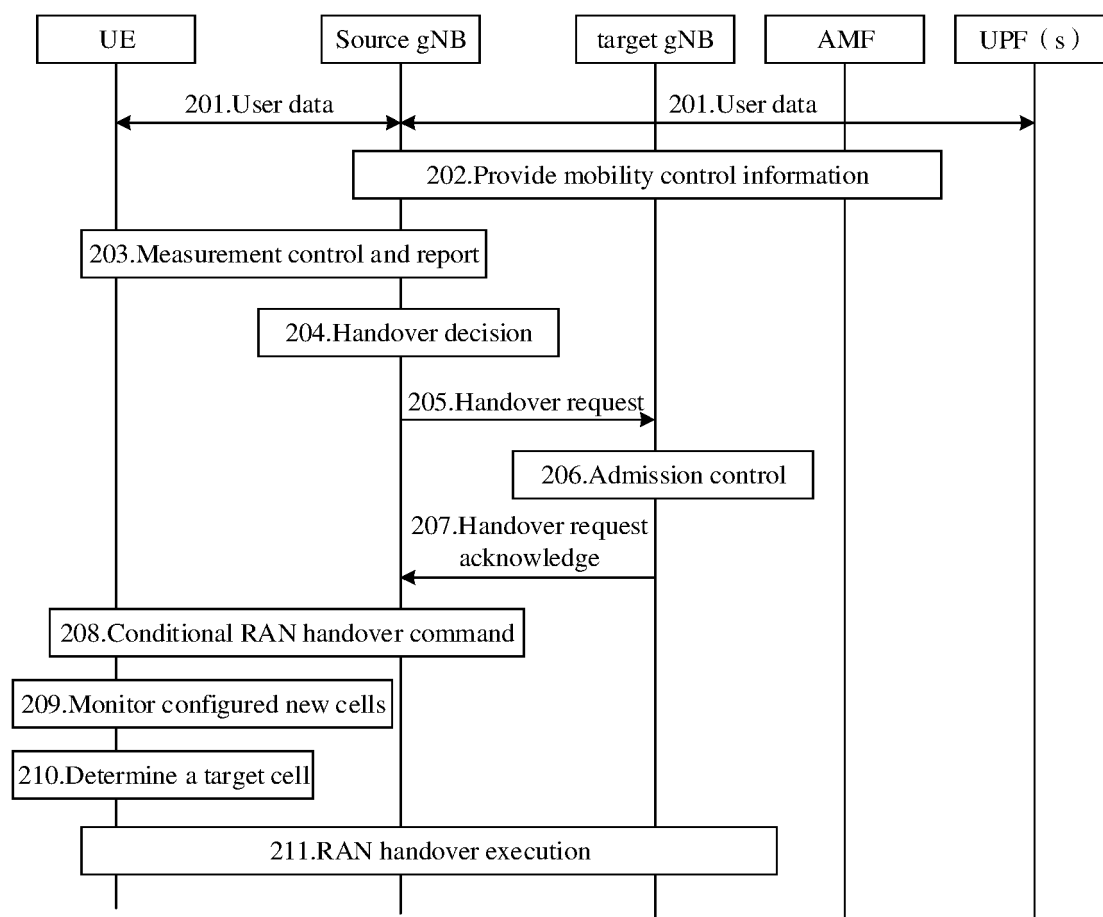 UE
Source gNB
target gNB
AMF
UPF（s）
201.User data
201.User data
202.Provide mobility control information
203.Measurement control and report
204.Handover decision
205.Handover request
206.Admission control
207.Handover request
acknowledge
208.Conditional RAN handover command
209.Monitor configured new cells
210.Determine a target cell
211.RAN handover execution